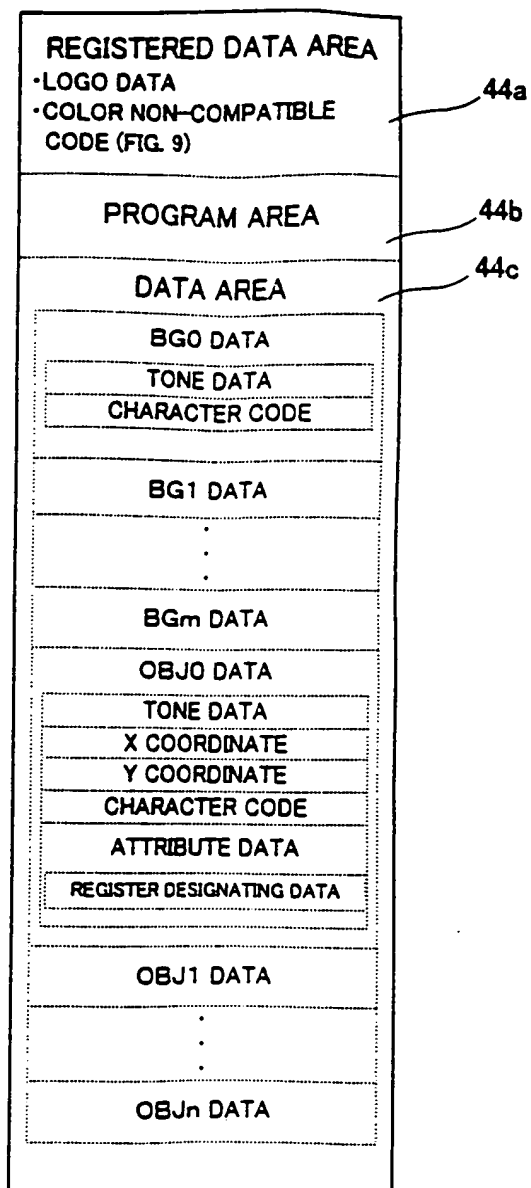 REGISTERED DATA AREA
·LOGO DATA
·COLOR NON-COMPATIBLE
CODE (FIG. 9)
44a
PROGRAM AREA
44b
44c
DATA AREA
BG0 DATA
TONE DATA
CHARACTER CODE
BG1 DATA
·
·
·
BGm DATA
OBJ0 DATA
TONE DATA
X COORDINATE
Y COORDINATE
CHARACTER CODE
ATTRIBUTE DATA
REGISTER DESIGNATING DATA
OBJ1 DATA
·
·
·
OBJn DATA